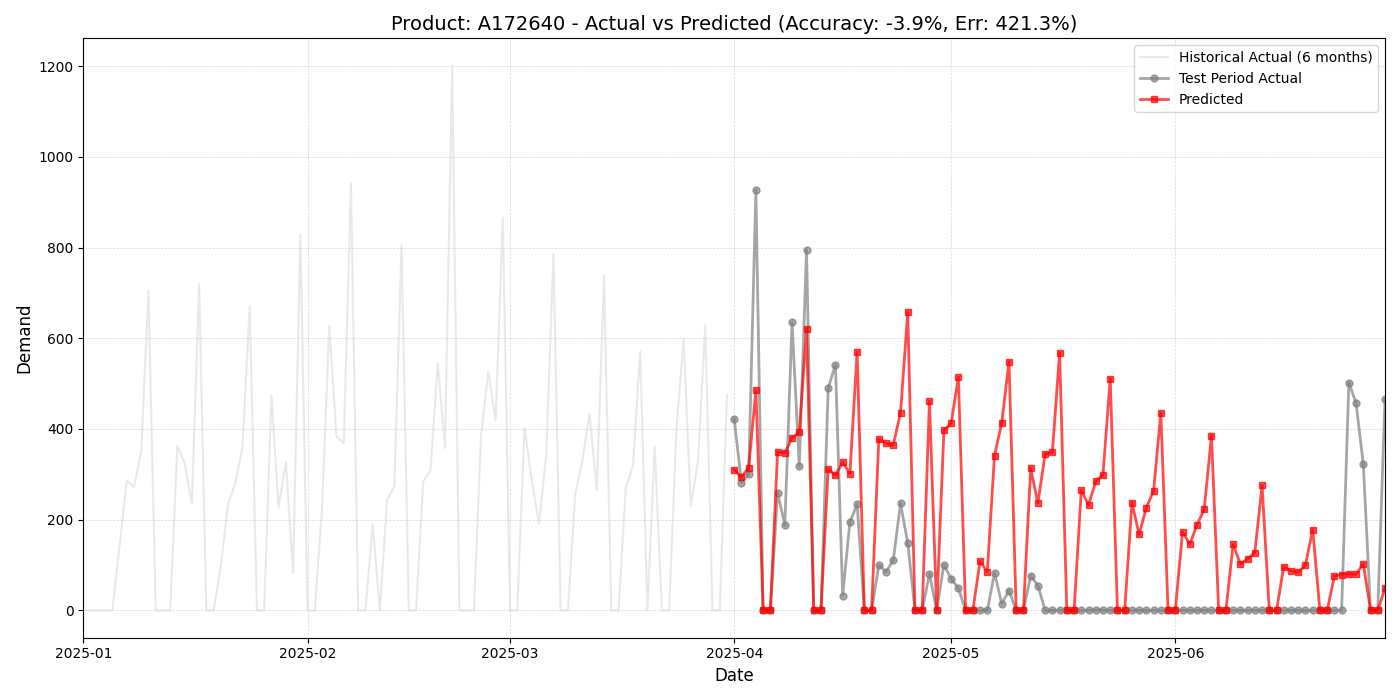 Product: A172640 - Actual vs Predicted (Accuracy: -3.9%, Err: 421.3%)
Historical Actual (6 months)
Test Period Actual
Predicted
1200
1000
800
600
400
200
0
Demand
2025-01
2025-02
2025-03
2025-04
2025-05
2025-06
Date